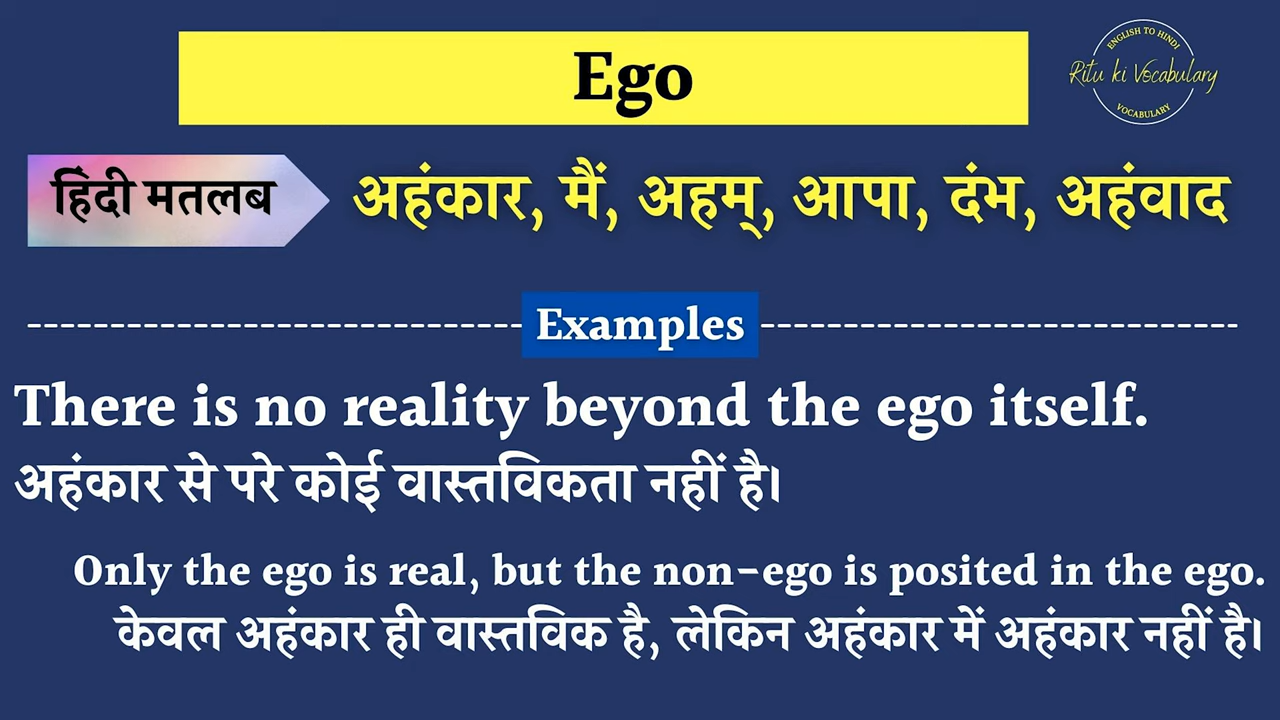 Ego
ENGLISH TO HINDI
Ritu ki Vocabulary
VOCABULARY
हिंदी मतलब
अहंकार, मैं, अहम्, आपा, दंभ, अहंवाद
Examples
There is no reality beyond the ego itself.
अहंकार से परे कोई वास्तविकता नहीं है।
Only the ego is real, but the non-ego is posited in the ego.
केवल अहंकार ही वास्तविक है, लेकिन अहंकार में अहंकार नहीं है।